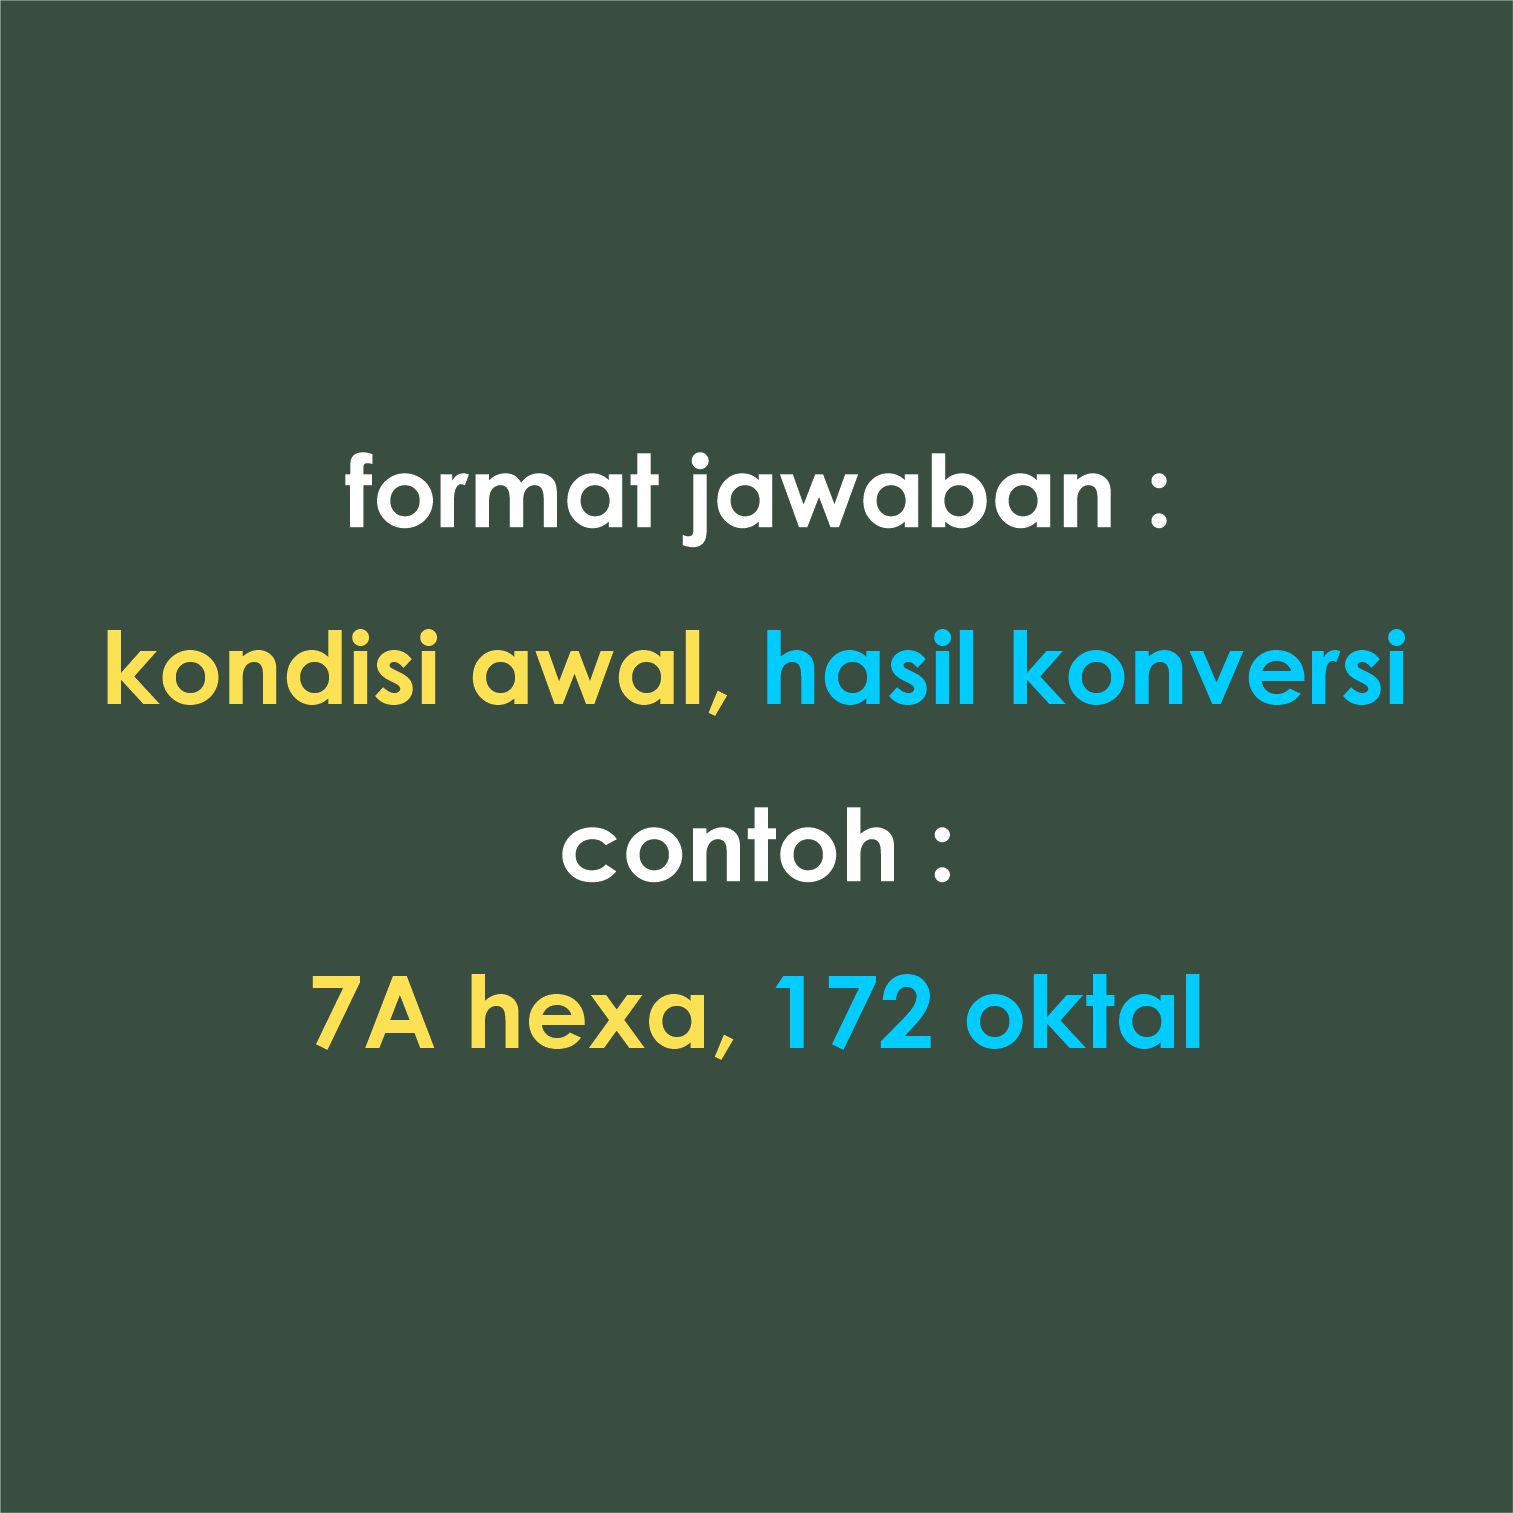 format jawaban :
kondisi awal, hasil konversi
contoh :
7A hexa, 172 oktal